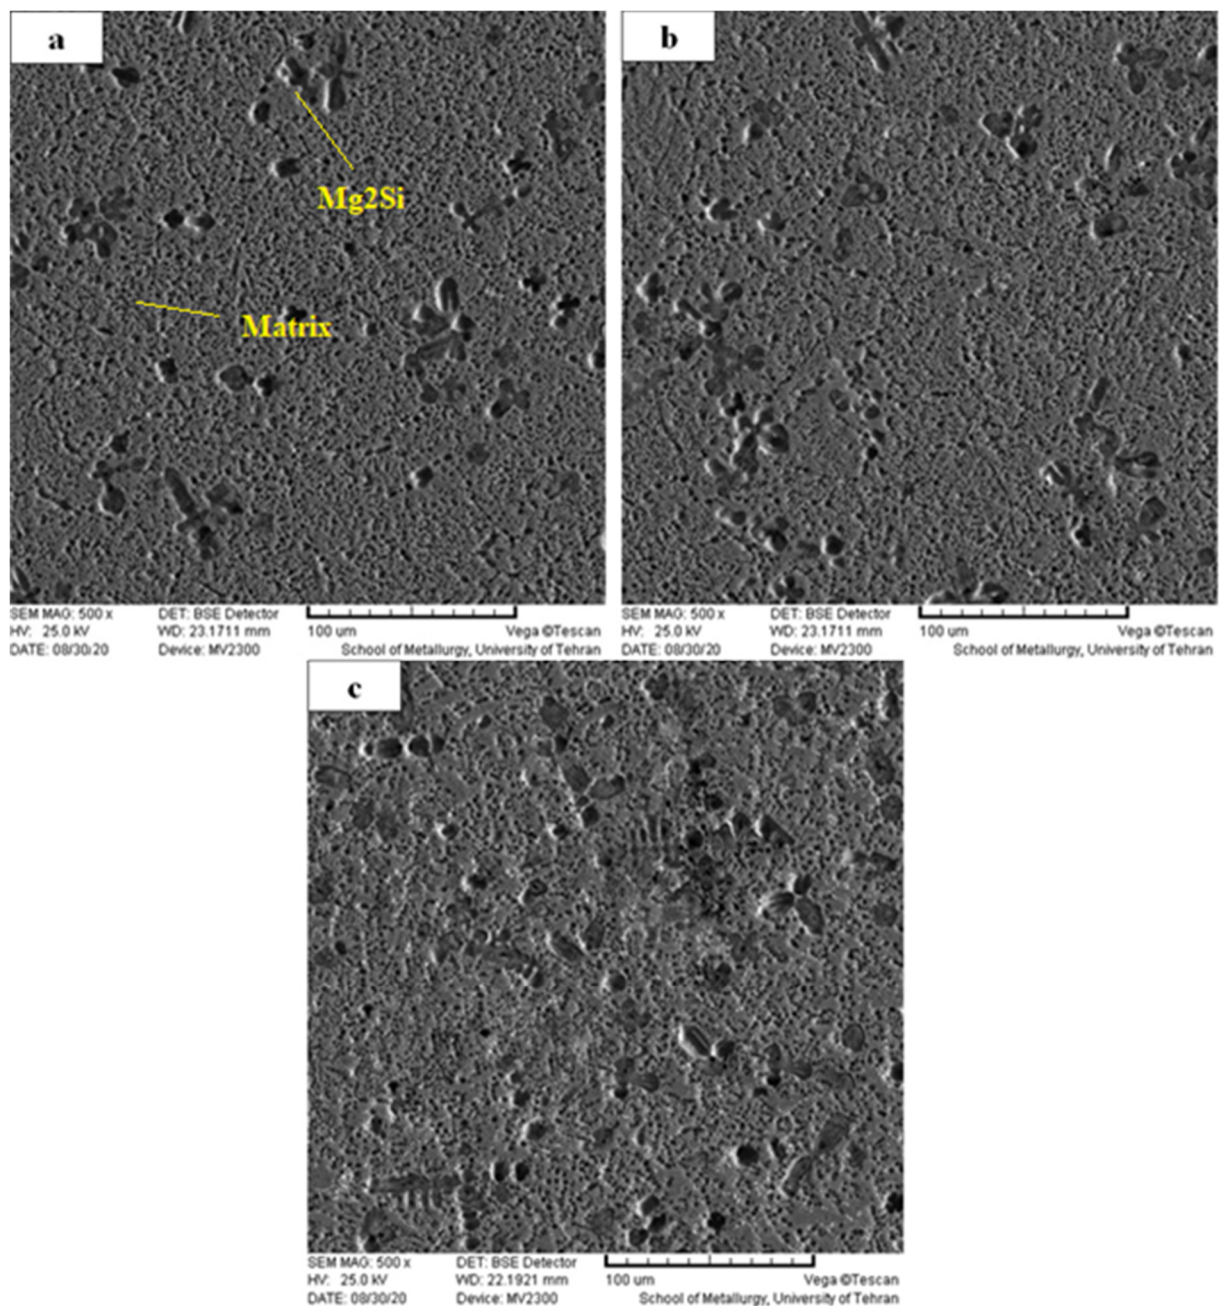 a
b
Mg2Si
Matrix
SEM MAG: 500 x DET: BSE Detector
HV: 25.0 kV WD: 23.1711 mm 100 um Vega ©Tescan
DATE: 08/30/20 Device: MV2300 School of Metallurgy, University of Tehran
SEM MAG: 500 x DET: BSE Detector
HV: 25.0 kV WD: 23.1711 mm 100 um Vega ©Tescan
DATE: 08/30/20 Device: MV2300 School of Metallurgy, University of Tehran
c
SEM MAG: 500 x DET: BSE Detector
HV: 25.0 kV WD: 22.1921 mm 100 um Vega ©Tescan
DATE: 08/30/20 Device: MV2300 School of Metallurgy, University of Tehran